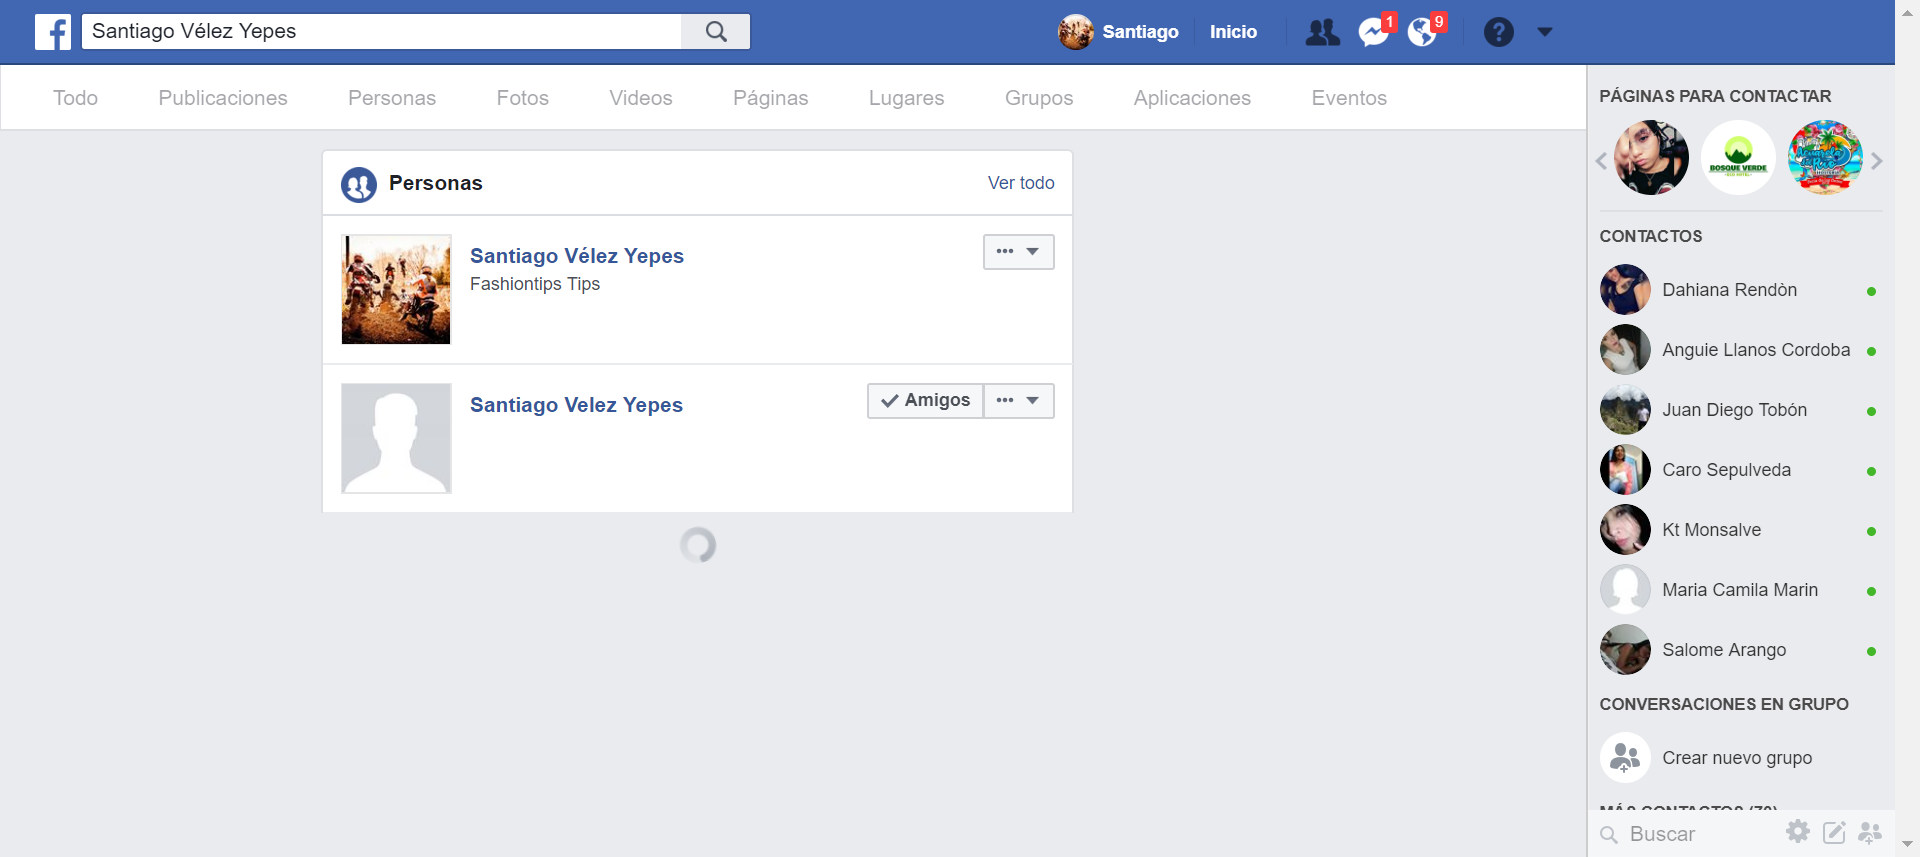 Santiago Vélez Yepes
Santiago
Inicio
1
9
Todo
Publicaciones
Personas
Fotos
Videos
Páginas
Lugares
Grupos
Aplicaciones
Eventos
Personas
Ver todo
Santiago Vélez Yepes
Fashiontips Tips
Santiago Velez Yepes
Amigos
PÁGINAS PARA CONTACTAR
BOSQUE VERDE
CONTACTOS
Dahiana Rendòn
Anguie Llanos Cordoba
Juan Diego Tobón
Caro Sepulveda
Kt Monsalve
Maria Camila Marin
Salome Arango
CONVERSACIONES EN GRUPO
Crear nuevo grupo
MÁS CONTACTOS (70)
Buscar